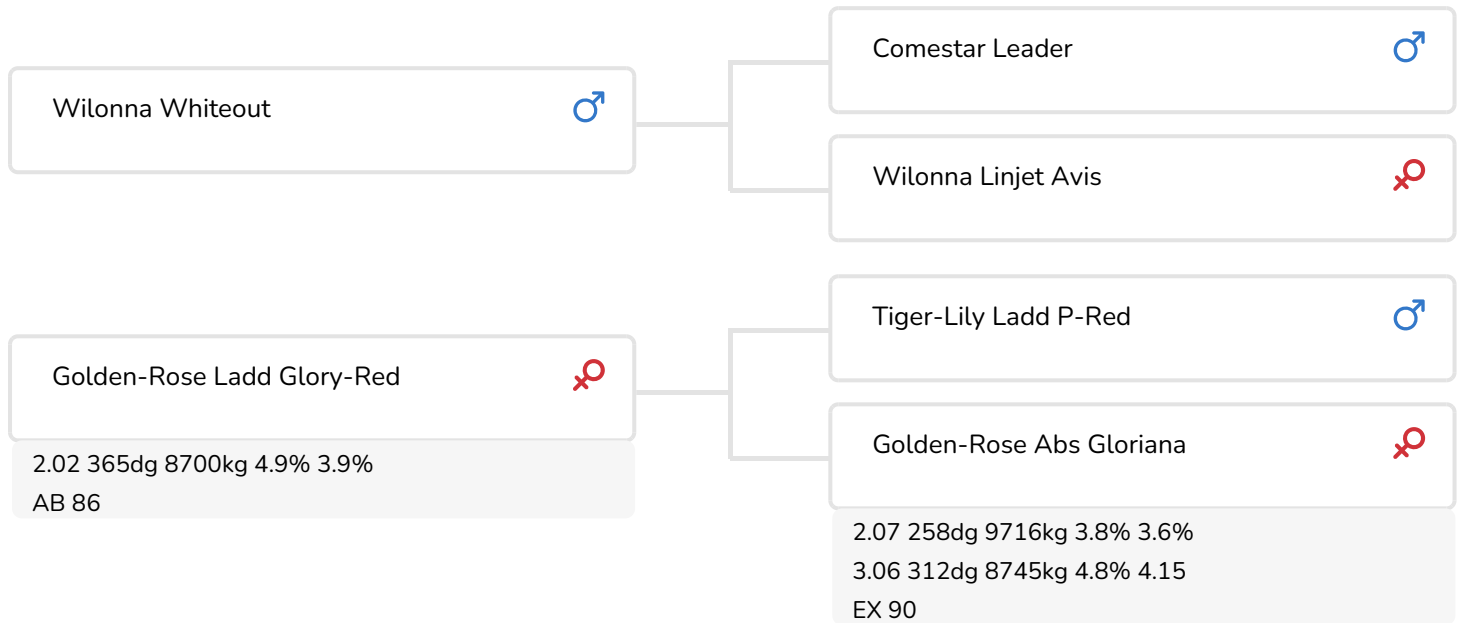 Comestar Leader
Wilonna Whiteout
Wilonna Linjet Avis
Tiger-Lily Ladd P-Red
Golden-Rose Ladd Glory-Red
2.02 365dg 8700kg 4.9% 3.9%
AB 86
Golden-Rose Abs Gloriana
2.07 258dg 9716kg 3.8% 3.6%
3.06 312dg 8745kg 4.8% 4.15
EX 90